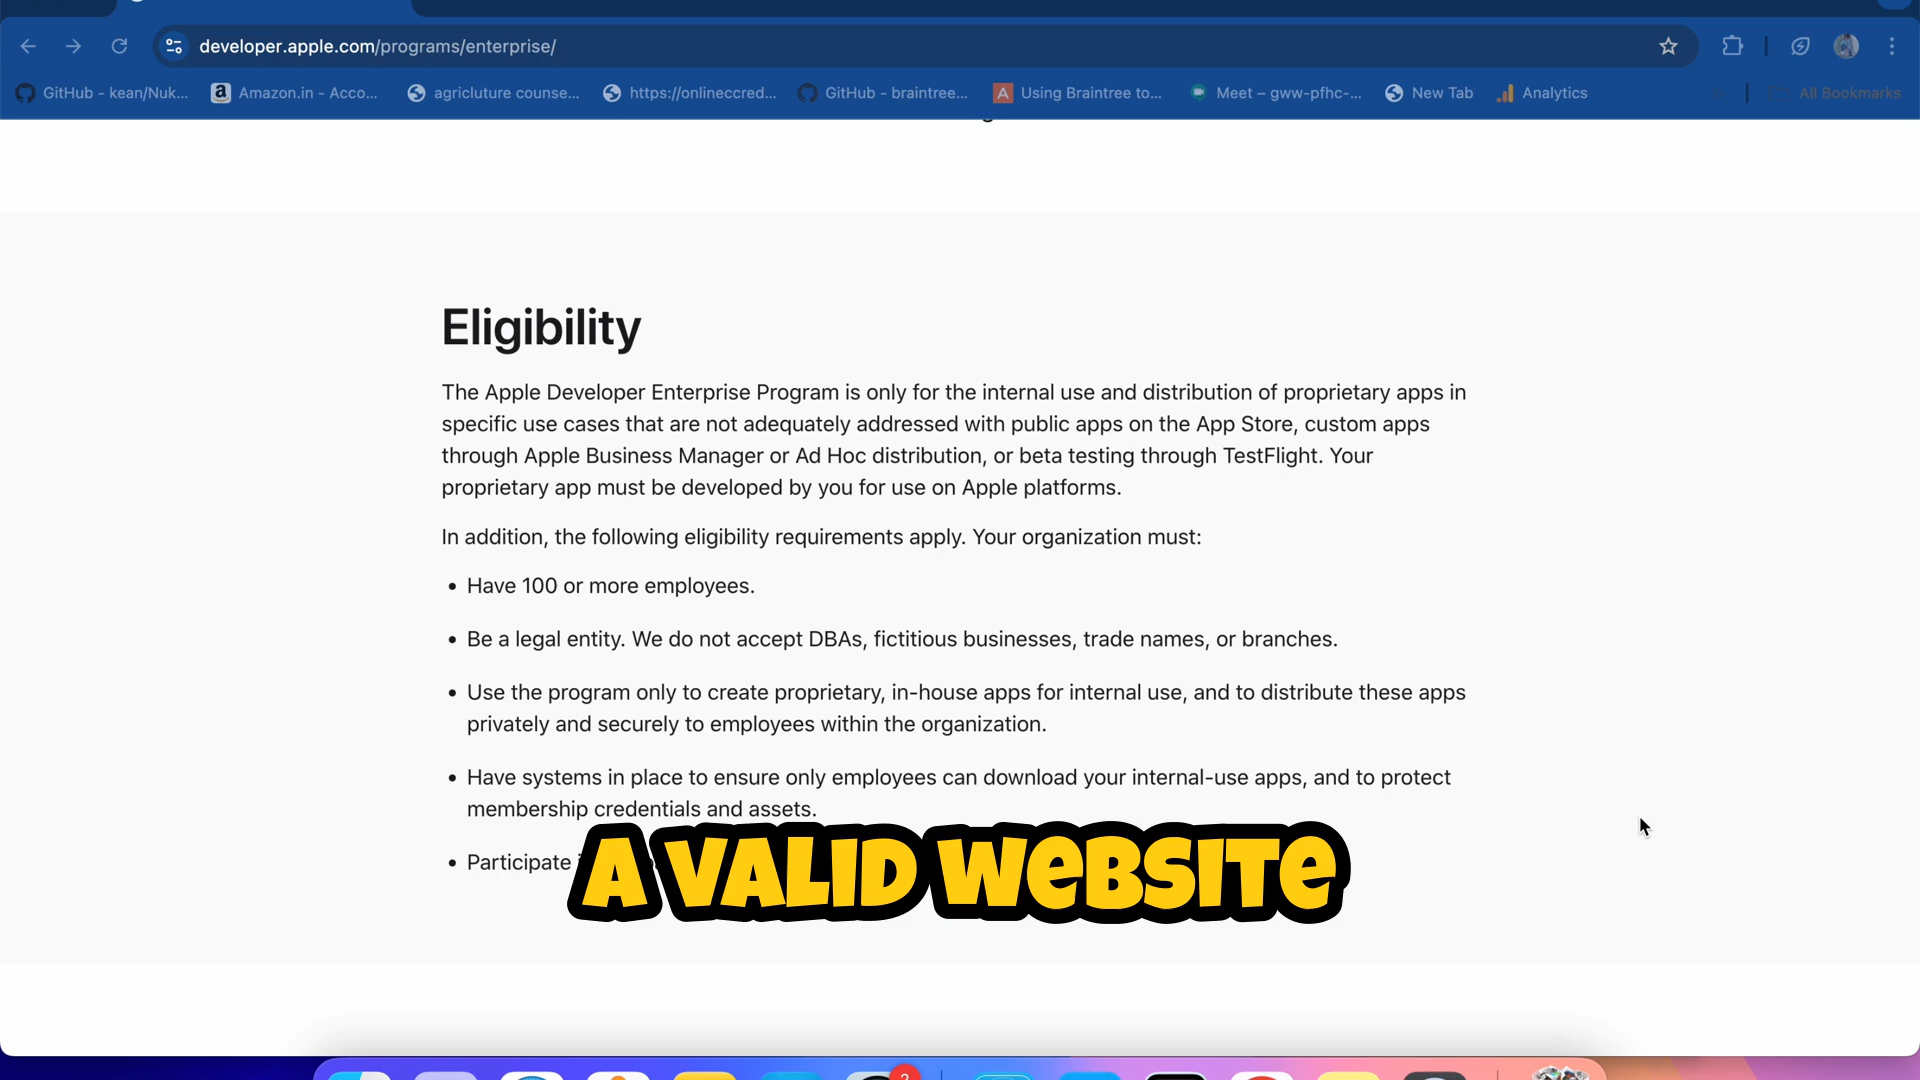 developer.apple.com/programs/enterprise/
GitHub - kean/Nuk... Amazon.in - Acco... agricluture counse... https://onlineccred... GitHub - braintree... Using Braintree to... Meet – gww-pfhc-... New Tab Analytics All Bookmarks
Eligibility
The Apple Developer Enterprise Program is only for the internal use and distribution of proprietary apps in
specific use cases that are not adequately addressed with public apps on the App Store, custom apps
through Apple Business Manager or Ad Hoc distribution, or beta testing through TestFlight. Your
proprietary app must be developed by you for use on Apple platforms.
In addition, the following eligibility requirements apply. Your organization must:
• Have 100 or more employees.
• Be a legal entity. We do not accept DBAs, fictitious businesses, trade names, or branches.
• Use the program only to create proprietary, in-house apps for internal use, and to distribute these apps
privately and securely to employees within the organization.
• Have systems in place to ensure only employees can download your internal-use apps, and to protect
membership credentials and assets.
• Participate
A VALID WEBSITE